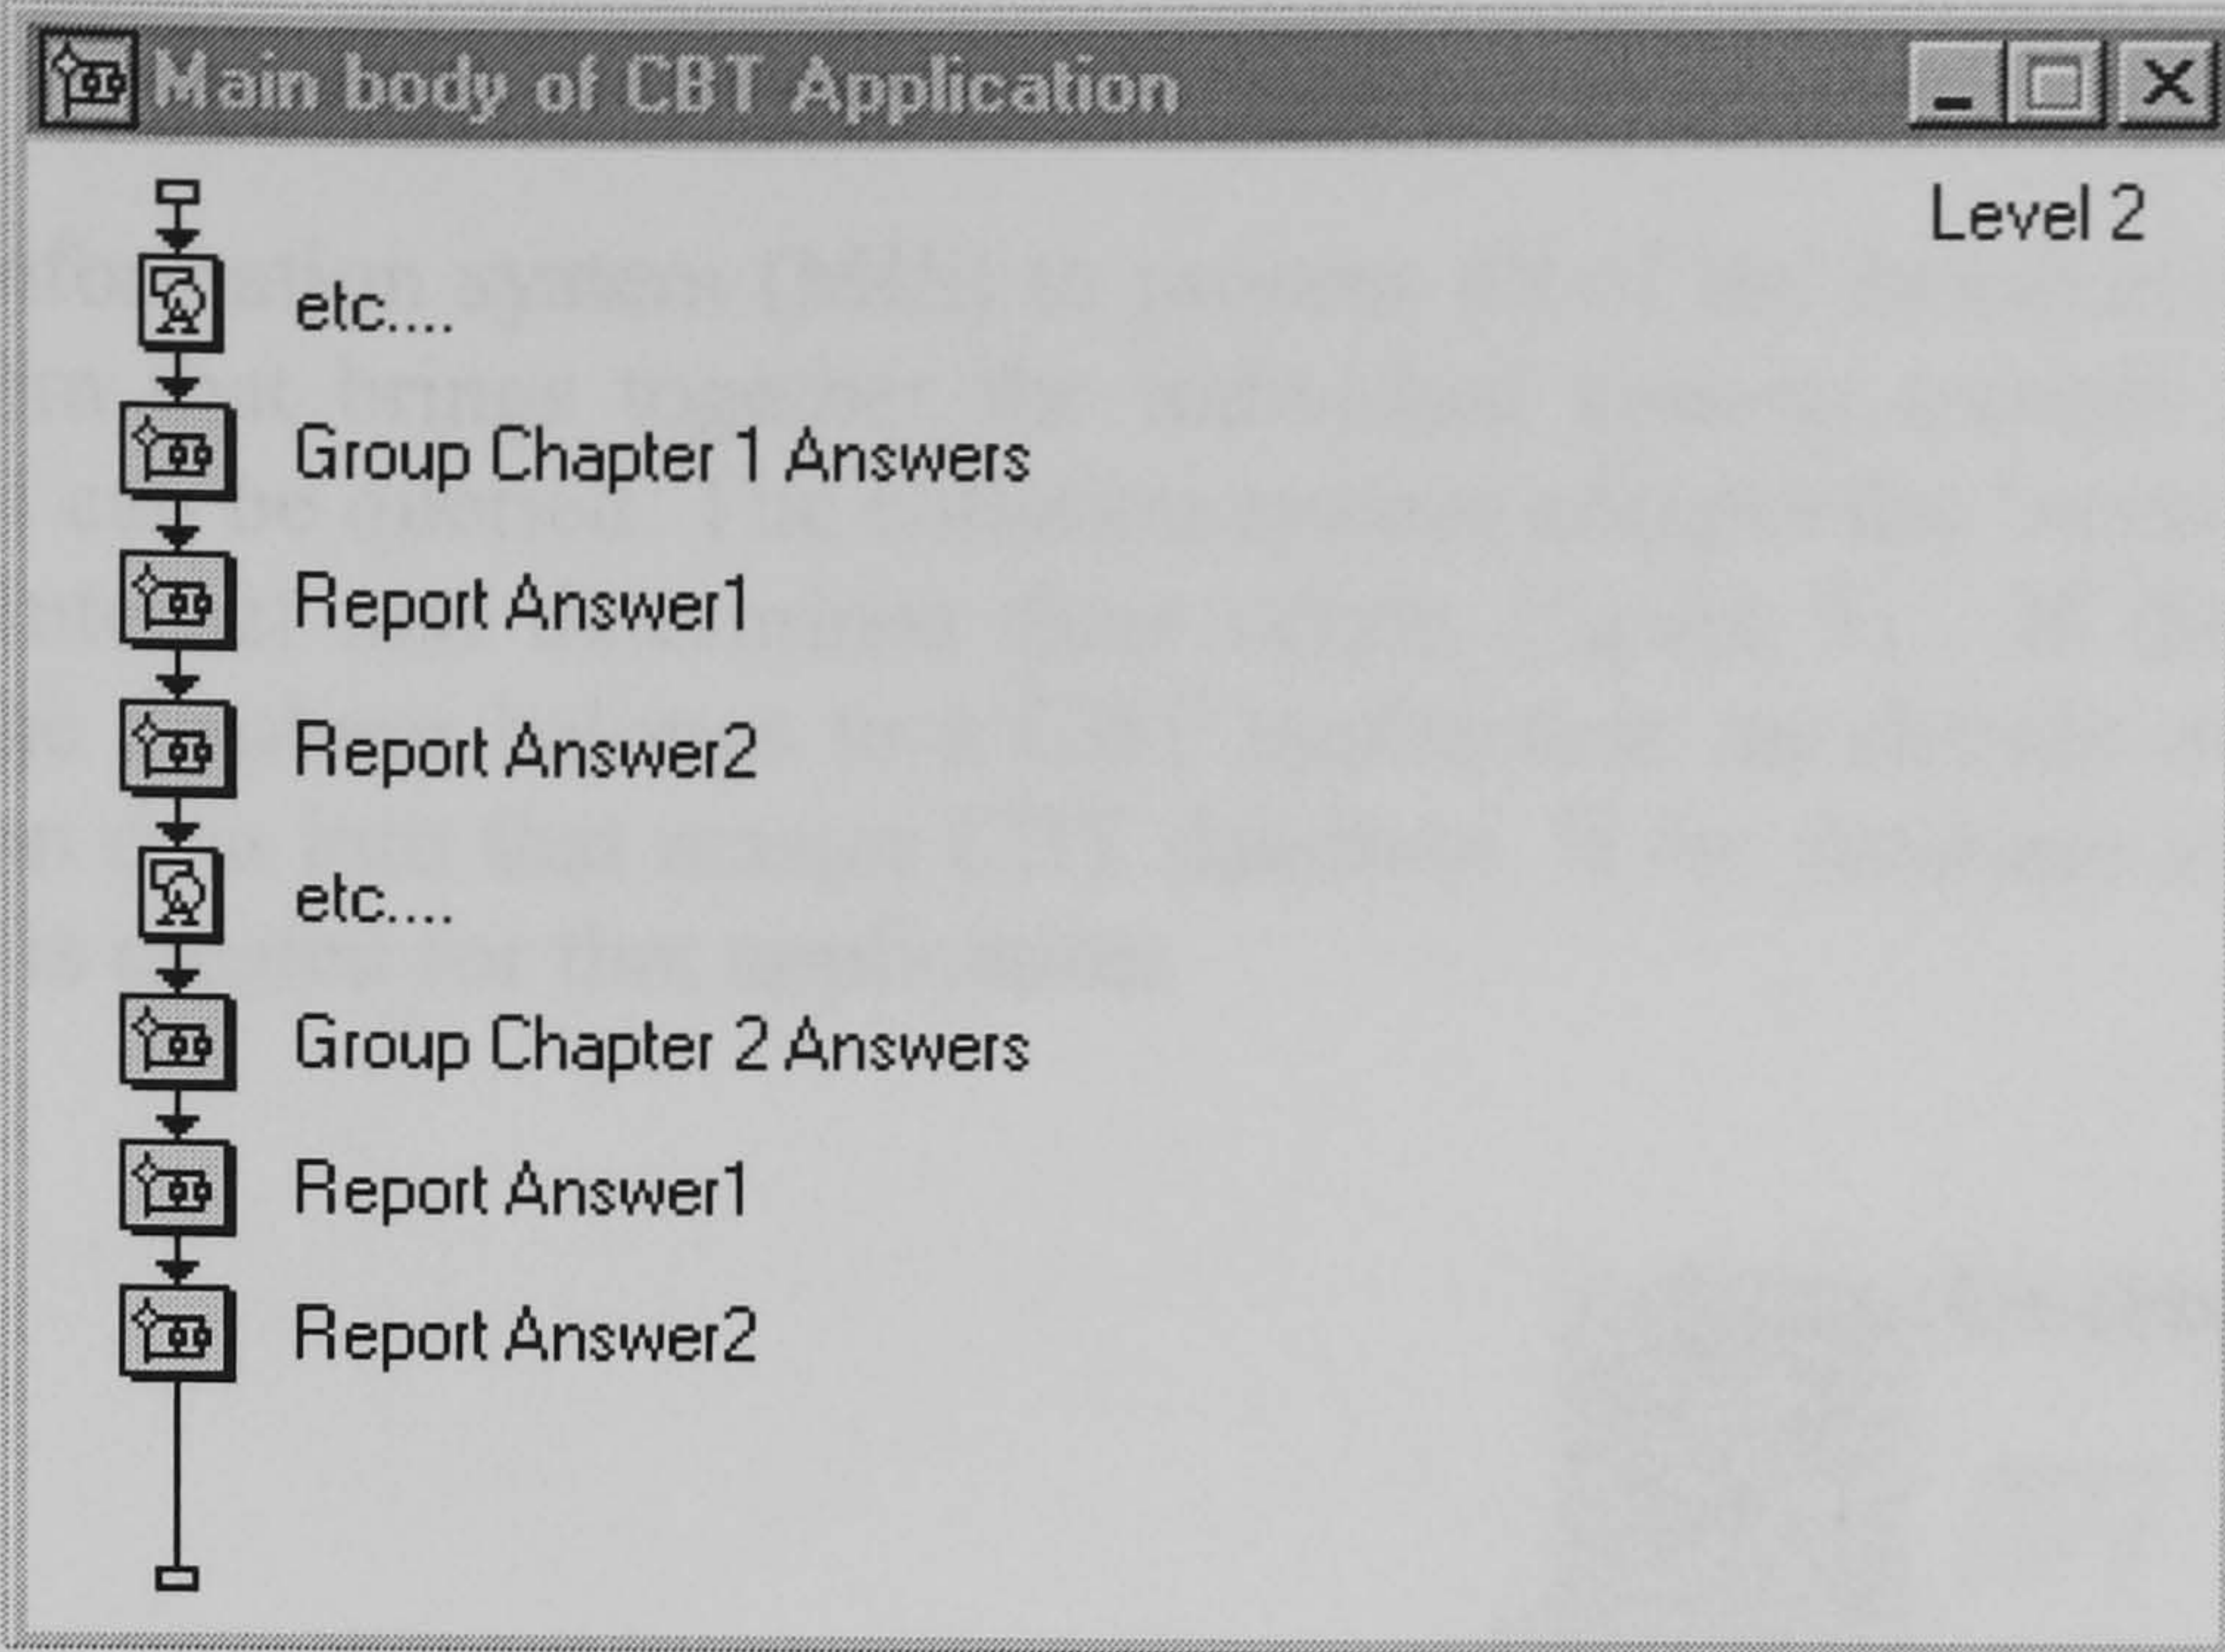 Main body of CBT Application
Level 2
etc....
Group Chapter 1 Answers
Report Answer1
Report Answer2
etc....
Group Chapter 2 Answers
Report Answer1
Report Answer2